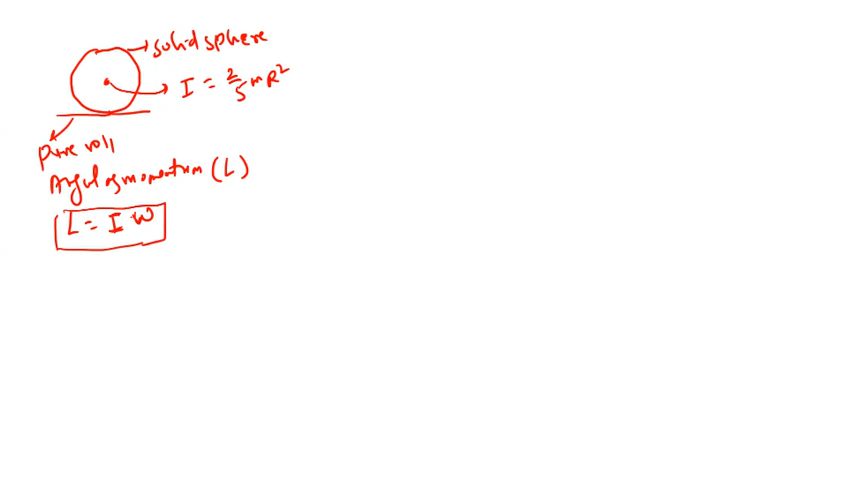 solid sphere
I = 2/5 mR²
pure roll
Angular momentum (L)
L = I ω